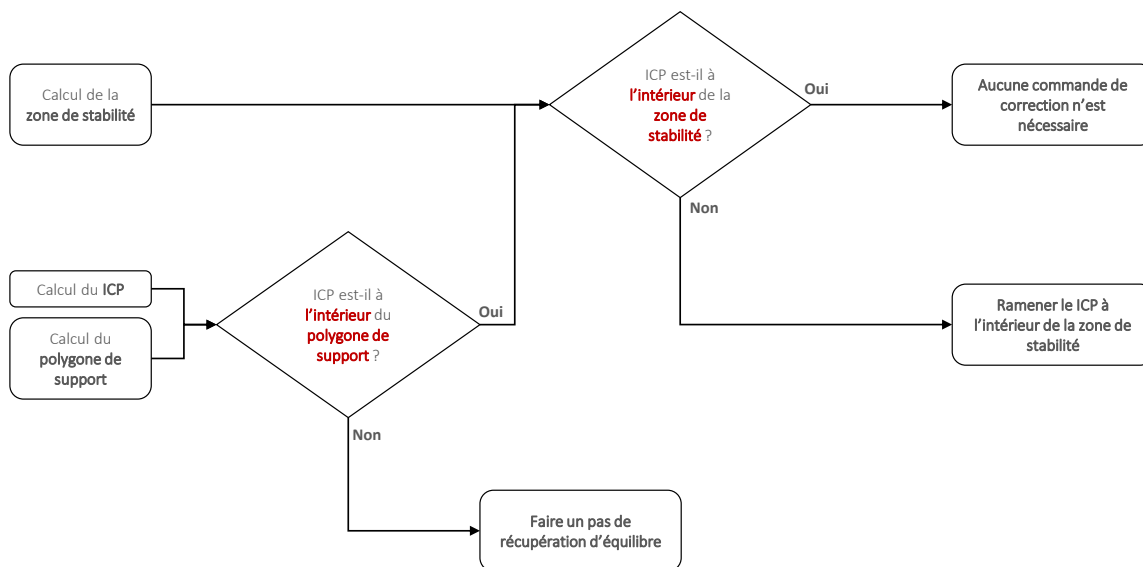 Calcul de la
zone de stabilité
ICP est-il à
l’intérieur de la
zone de
stabilité ?
Oui
Aucune commande de
correction n’est
nécessaire
Non
Calcul du ICP
Calcul du
polygone de
support
ICP est-il à
l’intérieur du
polygone de
support ?
Oui
Ramener le ICP à
l’intérieur de la zone de
stabilité
Non
Faire un pas de
récupération d’équilibre